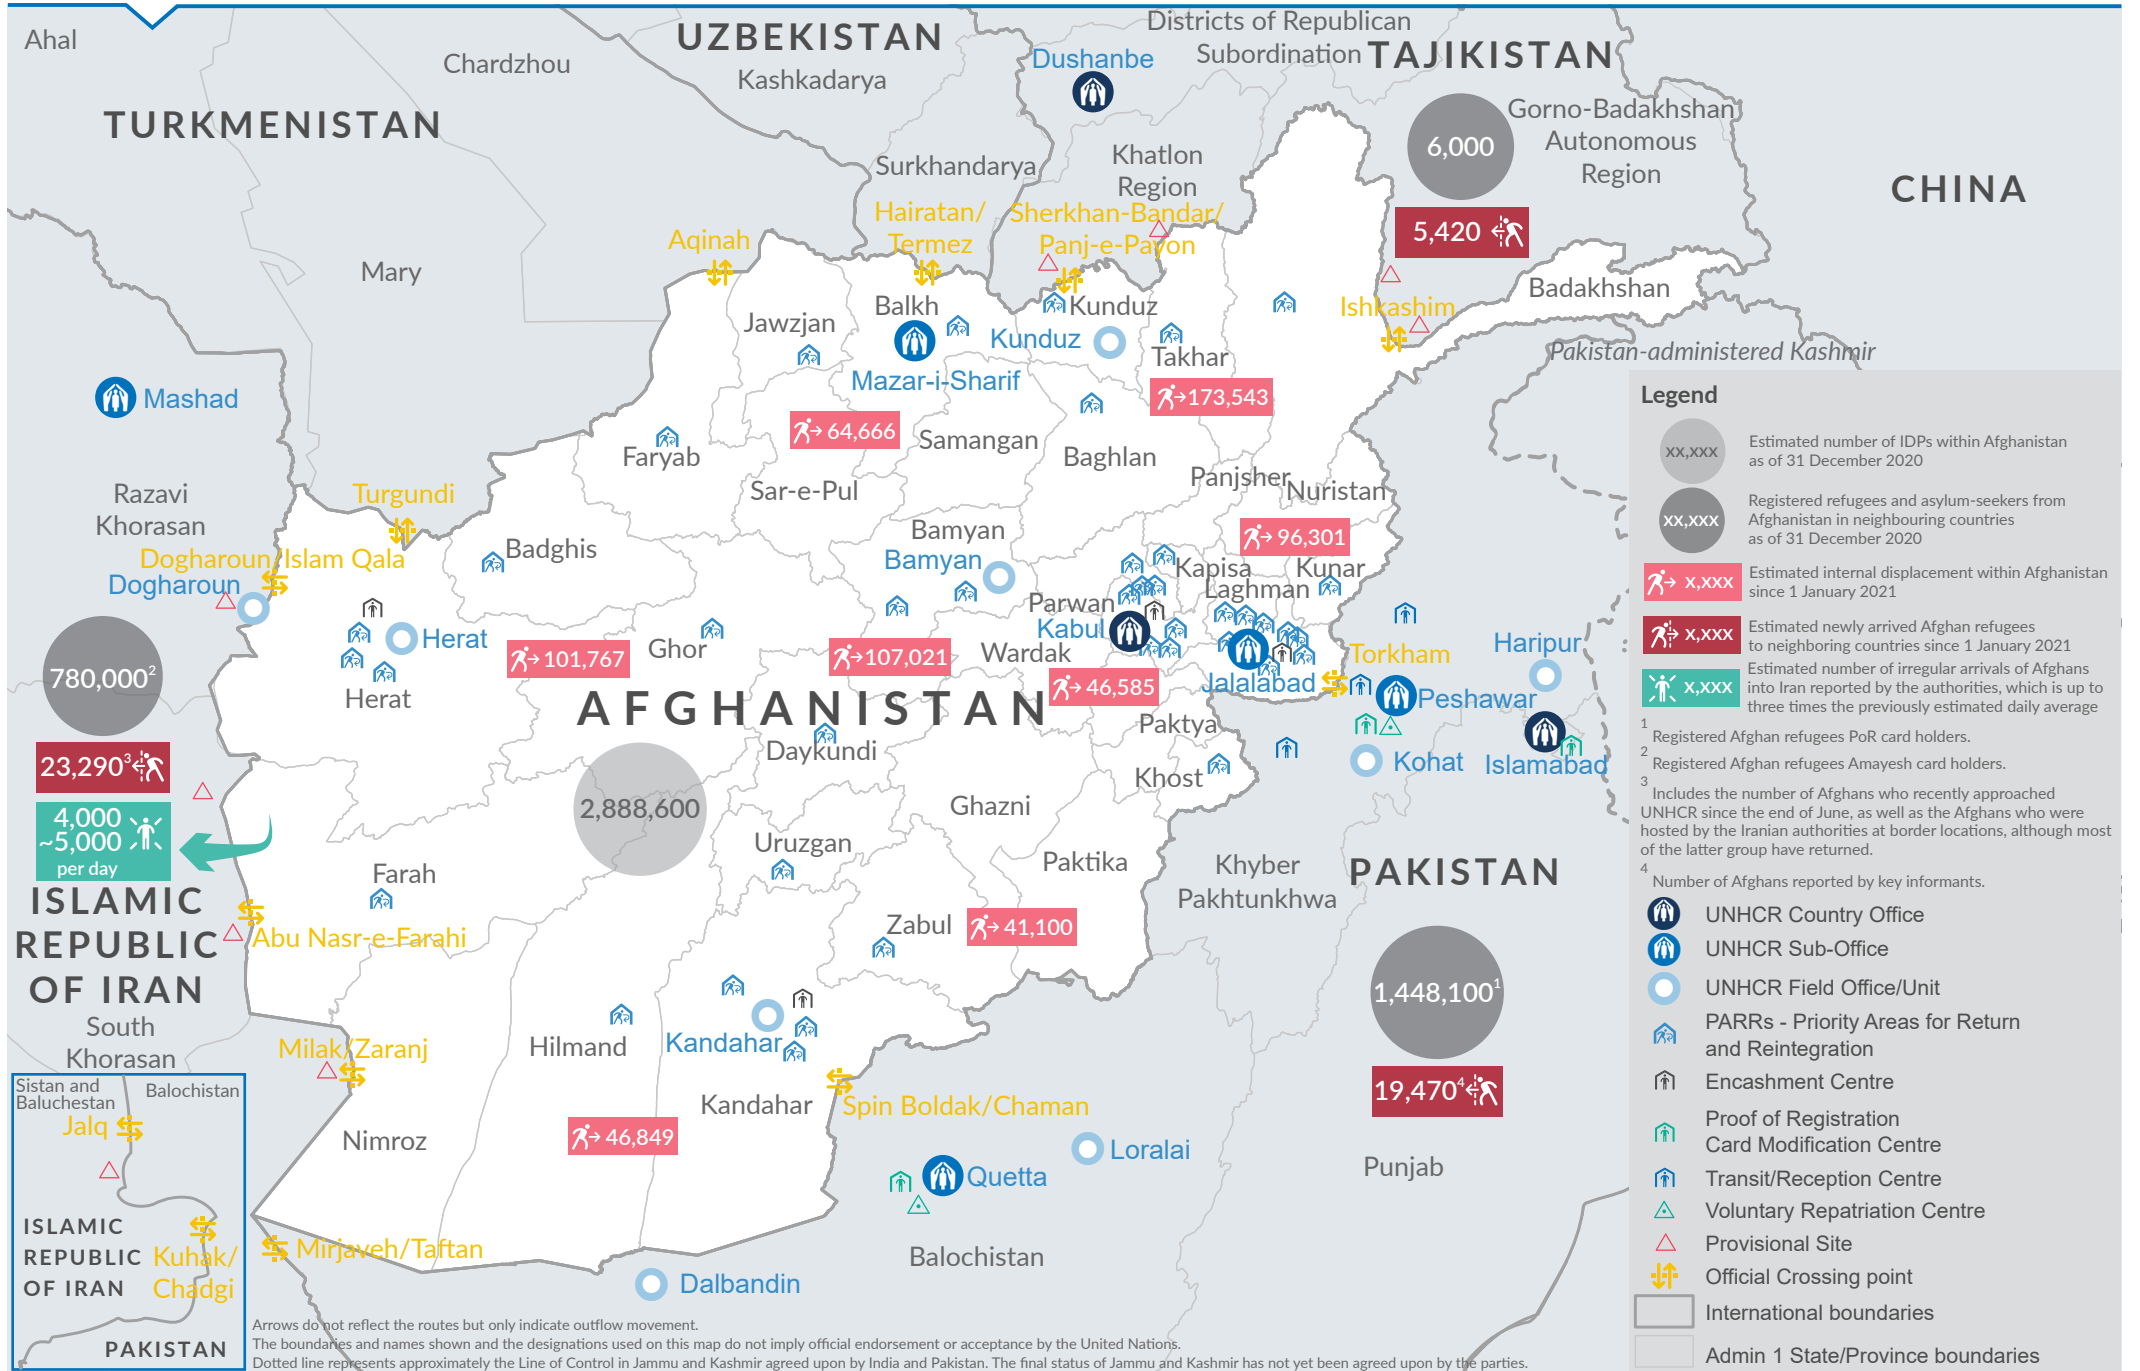 Ahal
Chardzhou
UZBEKISTAN
Kashkadarya
Districts of Republican
Subordination
TAJIKISTAN
Dushanbe
TURKMENISTAN
Gorno-Badakhshan
Autonomous
Region
6,000
5,420
CHINA
Surkhandarya
Khatlon
Region
Hairatan/
Termez
Sherkhan-Bandar/
Panj-e-Payon
Aqinah
Mary
Balkh
Jawzjan
Kunduz
Kunduz
Mazar-i-Sharif
Takhar
Ishkashim
Badakhshan
Pakistan-administered Kashmir
Mashad
173,543
64,666
Samangan
Faryab
Baghlan
Sar-e-Pul
Panjsher
Nuristan
Razavi
Khorasan
Turgundi
Bamyan
Bamyan
96,301
Badghis
Dogharoun/Islam Qala
Dogharoun
Kapisa
Kunar
Laghman
Parwan
Kabul
Herat
Herat
101,767
Ghor
107,021
Wardak
46,585
Jalalabad
Torkham
Haripur
Peshawar
Kohat
Islamabad
780,000²
23,290³
4,000
~5,000
per day
AFGHANISTAN
Daykundi
Paktya
Khost
2,888,600
Ghazni
Uruzgan
Paktika
Khyber
Pakhtunkhwa
PAKISTAN
Farah
ISLAMIC
REPUBLIC
OF IRAN
Abu Nasr-e-Farahi
Zabul
41,100
1,448,100¹
19,470⁴
South
Khorasan
Milak/Zaranj
Hilmand
Kandahar
Kandahar
Spin Boldak/Chaman
Nimroz
46,849
Loralai
Punjab
Quetta
Balochistan
Mirjaveh/Taftan
Dalbandin
Sistan and
Baluchestan
Balochistan
Jalq
ISLAMIC
REPUBLIC
OF IRAN
Kuhak/
Chadgi
PAKISTAN
Arrows do not reflect the routes but only indicate outflow movement.
The boundaries and names shown and the designations used on this map do not imply official endorsement or acceptance by the United Nations.
Dotted line represents approximately the Line of Control in Jammu and Kashmir agreed upon by India and Pakistan. The final status of Jammu and Kashmir has not yet been agreed upon by the parties.
Legend
xx,xxx
Estimated number of IDPs within Afghanistan
as of 31 December 2020
xx,xxx
Registered refugees and asylum-seekers from
Afghanistan in neighbouring countries
as of 31 December 2020
x,xxx
Estimated internal displacement within Afghanistan
since 1 January 2021
x,xxx
Estimated newly arrived Afghan refugees
to neighboring countries since 1 January 2021
x,xxx
Estimated number of irregular arrivals of Afghans
into Iran reported by the authorities, which is up to
three times the previously estimated daily average
1 Registered Afghan refugees PoR card holders.
2 Registered Afghan refugees Amayesh card holders.
3 Includes the number of Afghans who recently approached
UNHCR since the end of June, as well as the Afghans who were
hosted by the Iranian authorities at border locations, although most
of the latter group have returned.
4 Number of Afghans reported by key informants.
UNHCR Country Office
UNHCR Sub-Office
UNHCR Field Office/Unit
PARRs - Priority Areas for Return
and Reintegration
Encashment Centre
Proof of Registration
Card Modification Centre
Transit/Reception Centre
Voluntary Repatriation Centre
Provisional Site
Official Crossing point
International boundaries
Admin 1 State/Province boundaries